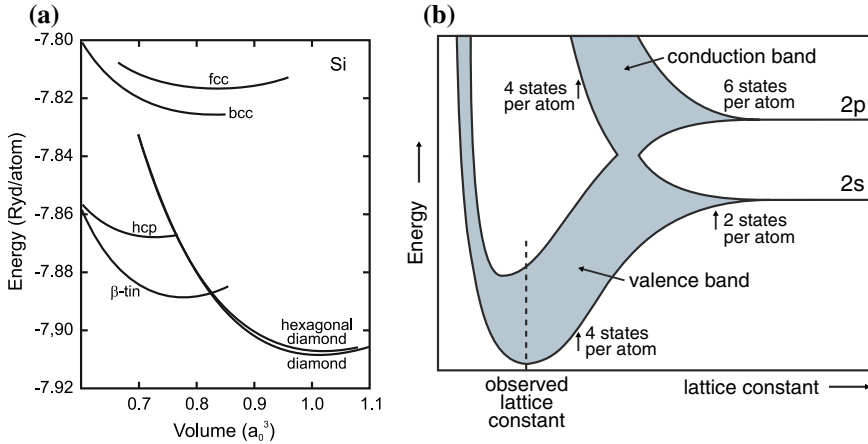 (a)
-7.80
-7.82
-7.84
-7.86
-7.88
-7.90
-7.92
Energy (Ryd/atom)
Si
fcc
bcc
hcp
β-tin
hexagonal
diamond
diamond
0.7
0.8
0.9
1.0
1.1
Volume (a₀³)
(b)
conduction band
4 states
per atom
6 states
per atom
2p
2s
Energy
2 states
per atom
valence band
4 states
per atom
observed
lattice
constant
lattice constant